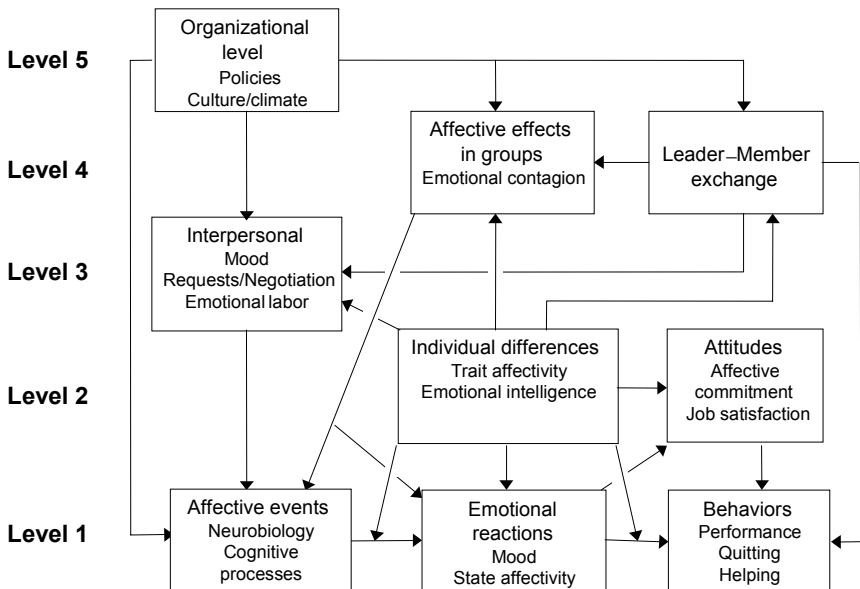 Level 5
Organizational
level
Policies
Culture/climate
Level 4
Affective effects
in groups
Emotional contagion
Leader–Member
exchange
Level 3
Interpersonal
Mood
Requests/Negotiation
Emotional labor
Level 2
Individual differences
Trait affectivity
Emotional intelligence
Attitudes
Affective
commitment
Job satisfaction
Level 1
Affective events
Neurobiology
Cognitive
processes
Emotional
reactions
Mood
State affectivity
Behaviors
Performance
Quitting
Helping